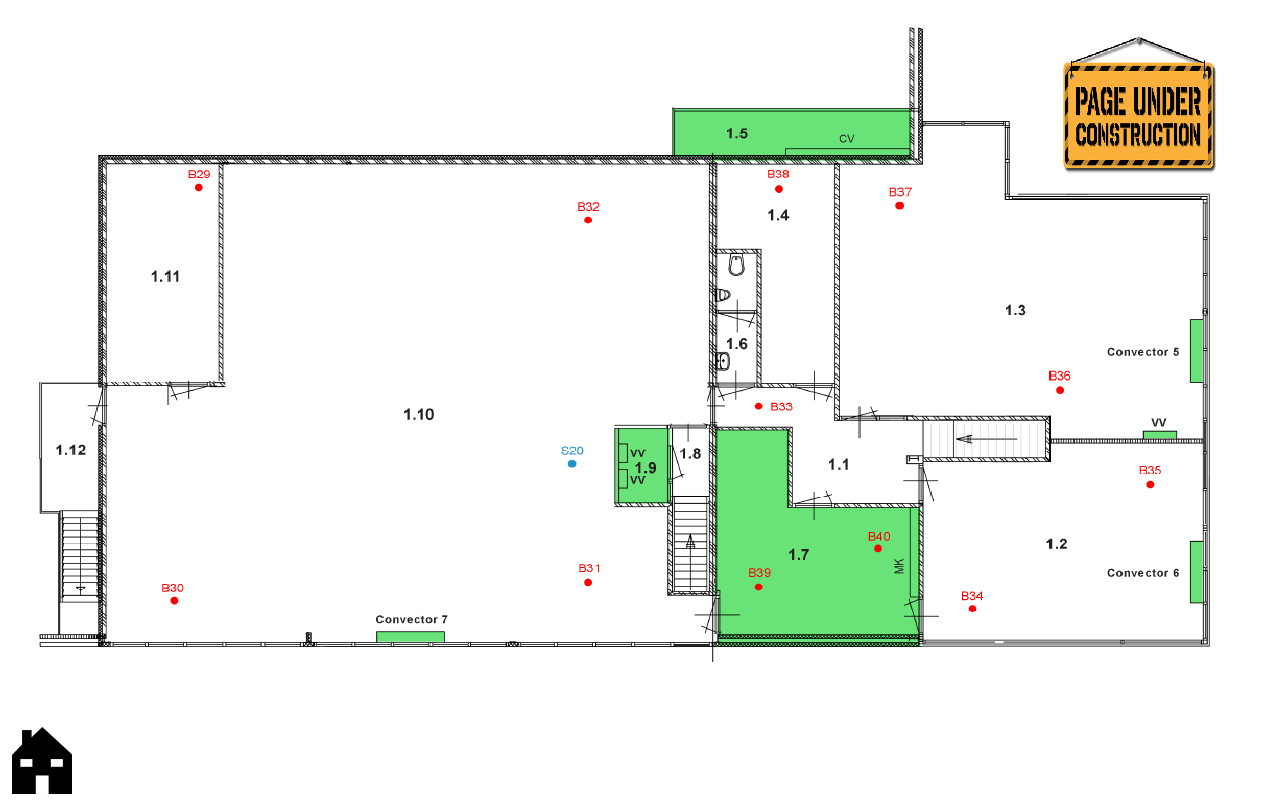 PAGE UNDER
CONSTRUCTION
1.5
CV
B29
B38
B37
B32
1.4
1.11
1.3
1.6
Convector 5
B36
B33
1.10
VV
1.12
S20
VV
1.9
VV
1.8
1.1
B35
B40
1.2
1.7
MK
B31
B39
Convector 6
B30
B34
Convector 7